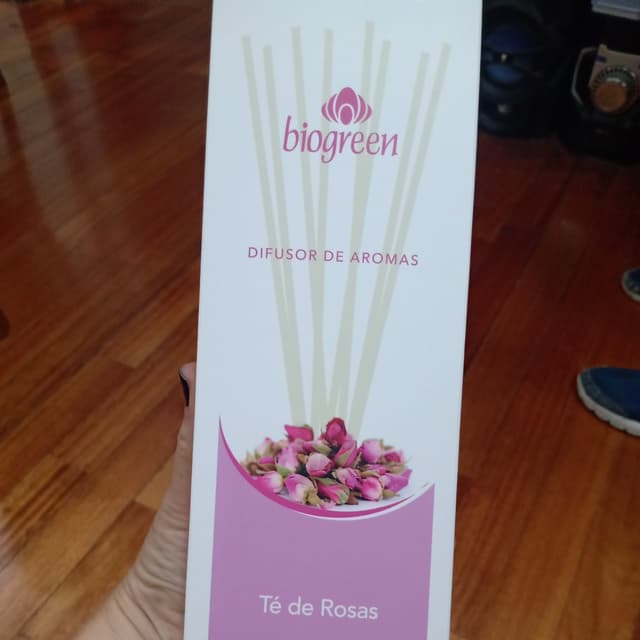 biogreen
DIFUSOR DE AROMAS
Té de Rosas